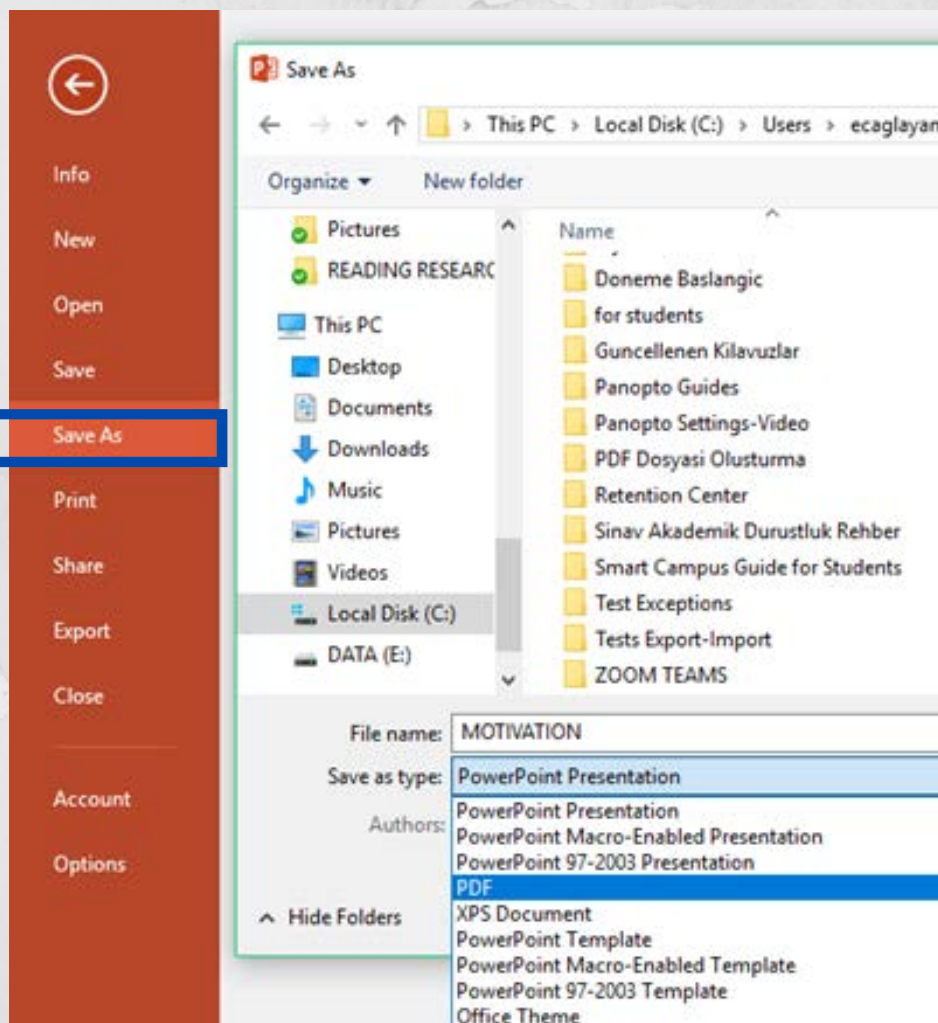 Save As
This PC > Local Disk (C:) > Users > ecaglayan
Organize New folder
Info
New
Open
Save
Save As
Print
Share
Export
Close
Account
Options
Pictures
READING RESEARC
This PC
Desktop
Documents
Downloads
Music
Pictures
Videos
Local Disk (C:)
DATA (E:)
Name
Doneme Baslangic
for students
Guncellenen Kilavuzlar
Panopto Guides
Panopto Settings-Video
PDF Dosyasi Olusturma
Retention Center
Sinav Akademik Durustluk Rehber
Smart Campus Guide for Students
Test Exceptions
Tests Export-Import
ZOOM TEAMS
File name: MOTIVATION
Save as type: PowerPoint Presentation
Authors:
PowerPoint Presentation
PowerPoint Macro-Enabled Presentation
PowerPoint 97-2003 Presentation
PDF
XPS Document
PowerPoint Template
PowerPoint Macro-Enabled Template
PowerPoint 97-2003 Template
Office Theme
Hide Folders